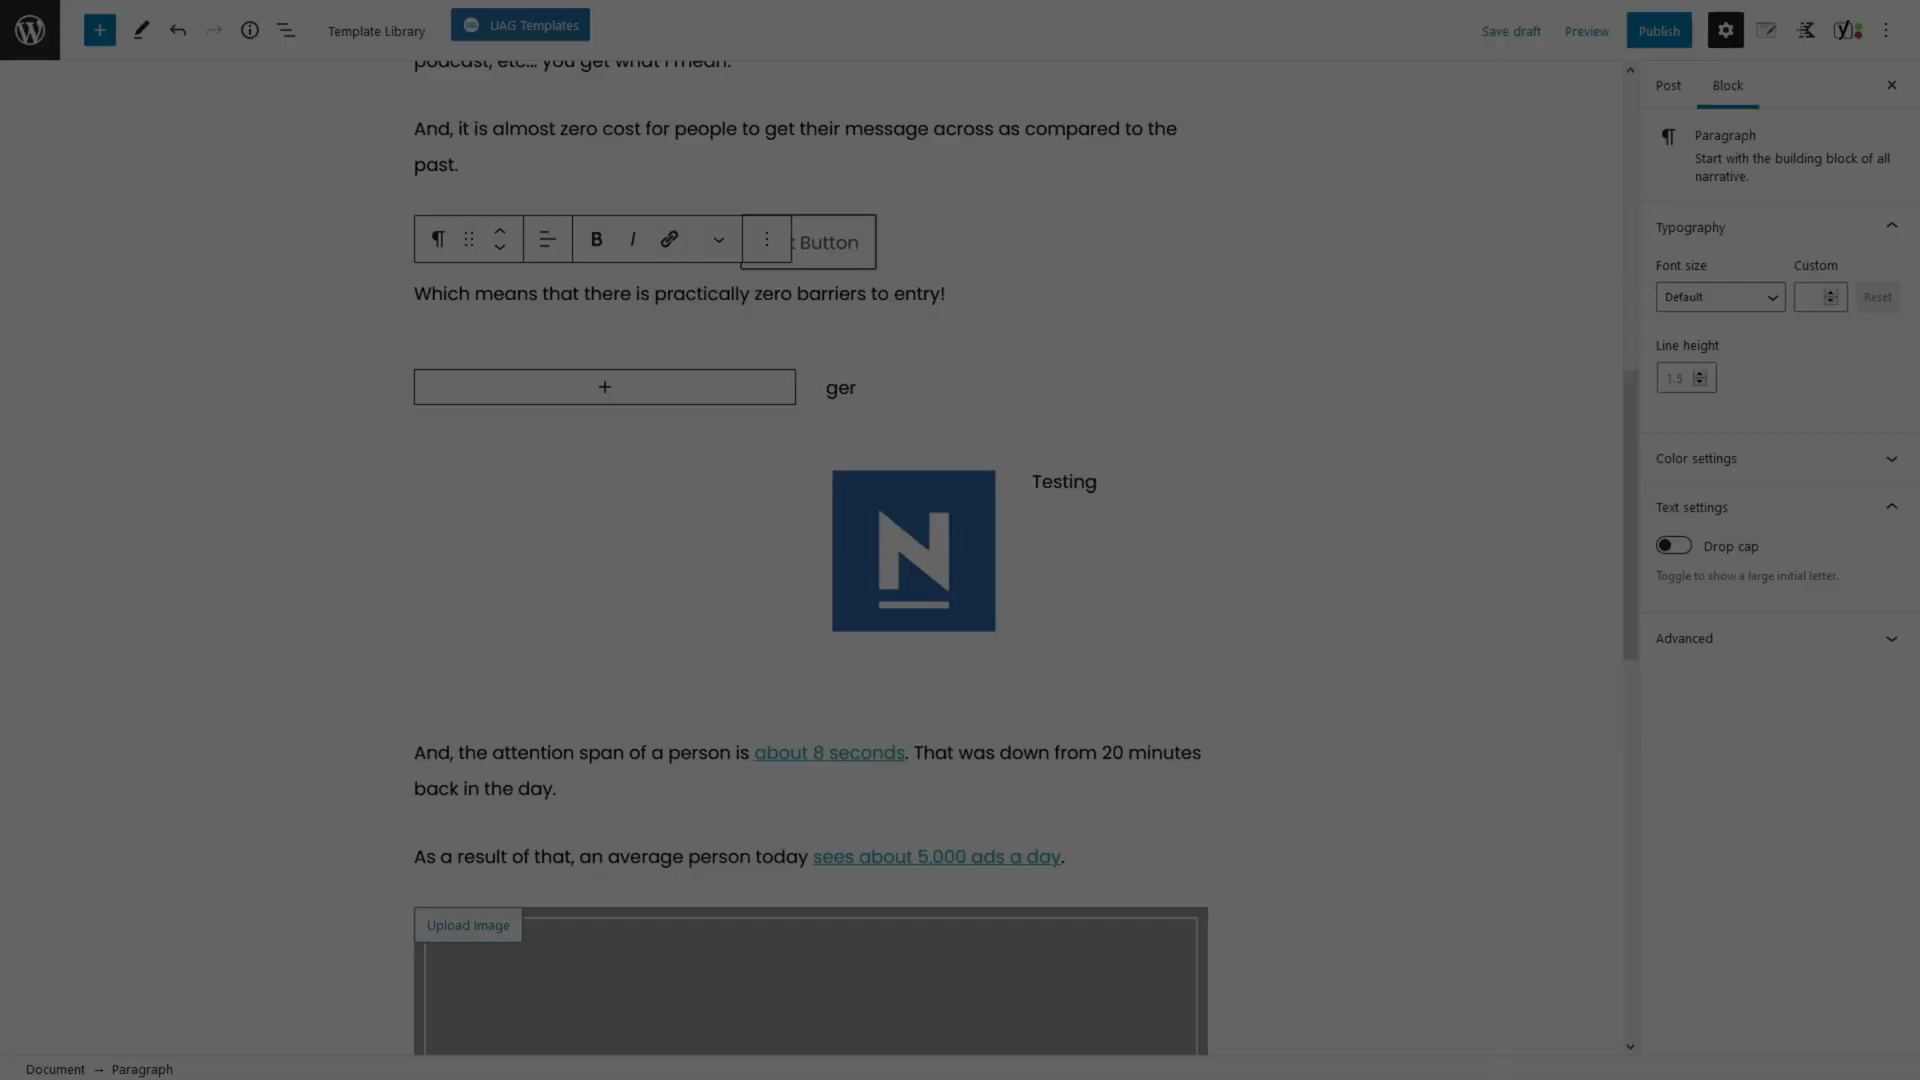 Template Library
UAG Templates
Save draft
Preview
Publish
podcast, etc... you get what I mean.
And, it is almost zero cost for people to get their message across as compared to the
past.
B I
Button
Which means that there is practically zero barriers to entry!
+ ger
N
Testing
And, the attention span of a person is about 8 seconds. That was down from 20 minutes
back in the day.
As a result of that, an average person today sees about 5,000 ads a day.
Upload Image
Post Block
Paragraph
Start with the building block of all
narrative.
Typography
Font size Custom
Default Reset
Line height
1.5
Color settings
Text settings
Drop cap
Toggle to show a large initial letter.
Advanced
Document → Paragraph